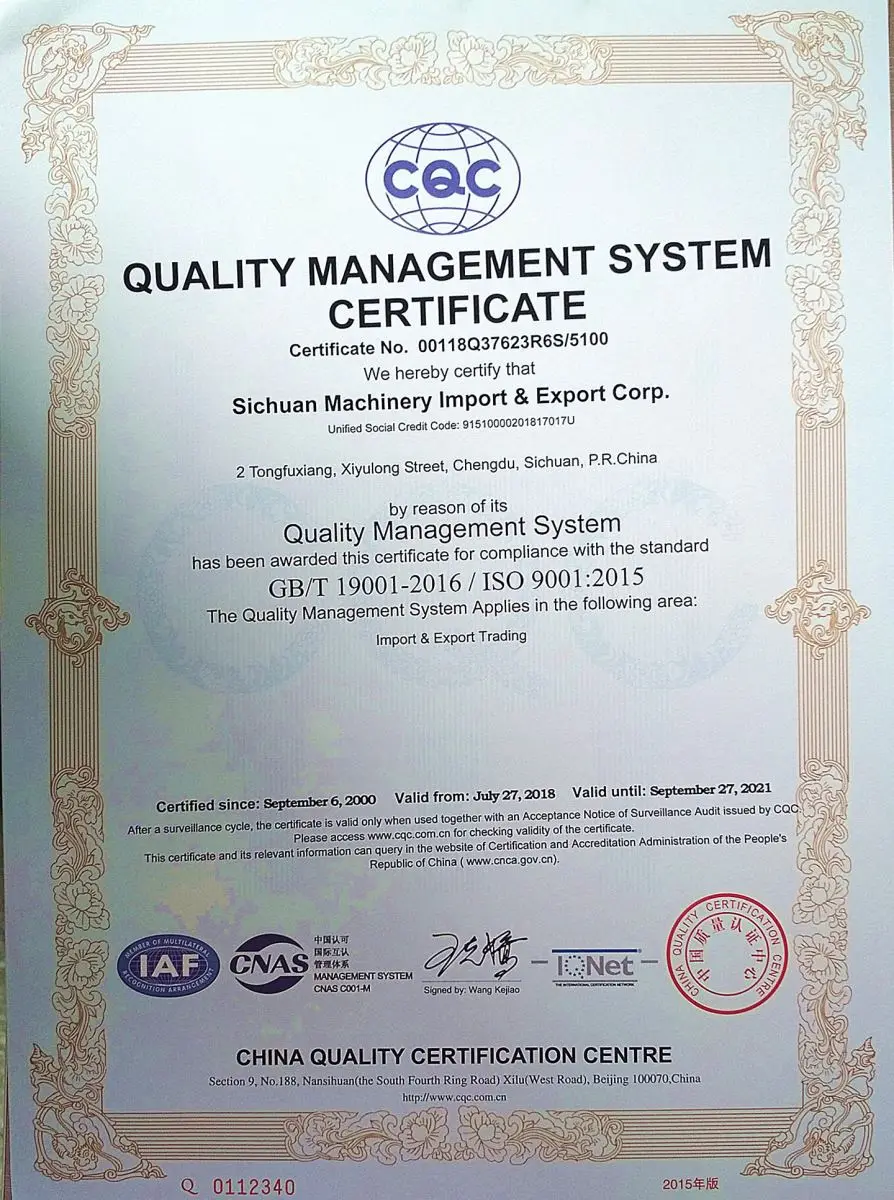 CQC
QUALITY MANAGEMENT SYSTEM
CERTIFICATE
Certificate No. 00118Q37623R6S/5100
We hereby certify that
Sichuan Machinery Import & Export Corp.
Unified Social Credit Code: 91510000201817017U
2 Tongfuxiang, Xiyulong Street, Chengdu, Sichuan, P.R.China
by reason of its
Quality Management System
has been awarded this certificate for compliance with the standard
GB/T 19001-2016 / ISO 9001:2015
The Quality Management System Applies in the following area:
Import & Export Trading
Certified since: September 6, 2000 Valid from: July 27, 2018 Valid until: September 27, 2021
After a surveillance cycle, the certificate is valid only when used together with an Acceptance Notice of Surveillance Audit issued by CQC.
Please access www.cqc.com.cn for checking validity of the certificate.
This certificate and its relevant information can query in the website of Certification and Accreditation Administration of the People's
Republic of China ( www.cnca.gov.cn).
MEMBER OF MULTILATERAL
IAF
RECOGNITION ARRANGEMENT
CNAS
中国认可
国际互认
管理体系
MANAGEMENT SYSTEM
CNAS C001-M
Signed by: Wang Kejiao
IQNet
THE INTERNATIONAL CERTIFICATION NETWORK
CHINA QUALITY CERTIFICATION CENTRE
中国质量认证中心
CHINA QUALITY CERTIFICATION CENTRE
Section 9, No.188, Nansihuan(the South Fourth Ring Road) Xilu(West Road), Beijing 100070,China
http://www.cqc.com.cn
Q 0112340
2015年版